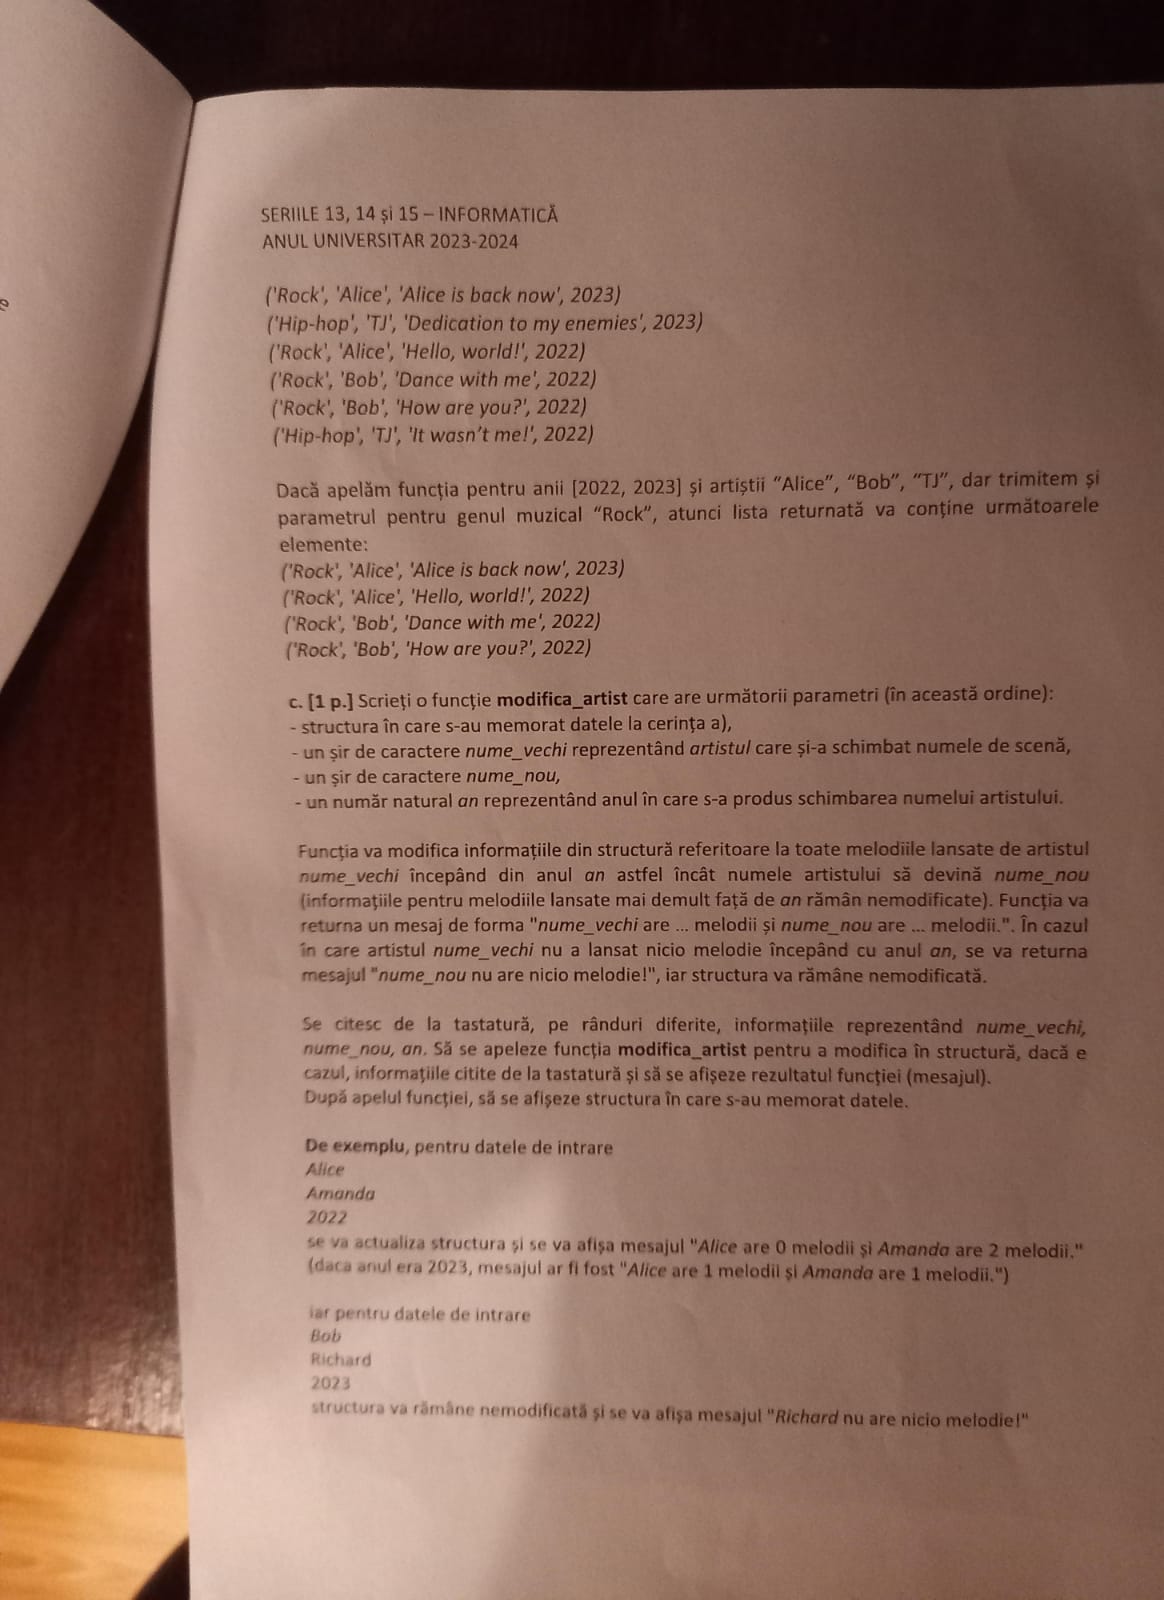 SERIILE 13, 14 și 15 – INFORMATICĂ
ANUL UNIVERSITAR 2023-2024
('Rock', 'Alice', 'Alice is back now', 2023)
('Hip-hop', 'TJ', 'Dedication to my enemies', 2023)
('Rock', 'Alice', 'Hello, world!', 2022)
('Rock', 'Bob', 'Dance with me', 2022)
('Rock', 'Bob', 'How are you?', 2022)
('Hip-hop', 'TJ', 'It wasn’t me!', 2022)
Dacă apelăm funcția pentru anii [2022, 2023] și artiștii “Alice”, “Bob”, “TJ”, dar trimitem și
parametrul pentru genul muzical “Rock”, atunci lista returnată va conține următoarele
elemente:
('Rock', 'Alice', 'Alice is back now', 2023)
('Rock', 'Alice', 'Hello, world!', 2022)
('Rock', 'Bob', 'Dance with me', 2022)
('Rock', 'Bob', 'How are you?', 2022)
c. [1 p.] Scrieți o funcție modifica_artist care are următorii parametri (în această ordine):
- structura în care s-au memorat datele la cerința a),
- un șir de caractere nume_vechi reprezentând artistul care și-a schimbat numele de scenă,
- un șir de caractere nume_nou,
- un număr natural an reprezentând anul în care s-a produs schimbarea numelui artistului.
Funcția va modifica informațiile din structură referitoare la toate melodiile lansate de artistul
nume_vechi începând din anul an astfel încât numele artistului să devină nume_nou
(informațiile pentru melodiile lansate mai demult față de an rămân nemodificate). Funcția va
returna un mesaj de forma "nume_vechi are ... melodii și nume_nou are ... melodii.". În cazul
în care artistul nume_vechi nu a lansat nicio melodie începând cu anul an, se va returna
mesajul "nume_nou nu are nicio melodie!", iar structura va rămâne nemodificată.
Se citesc de la tastatură, pe rânduri diferite, informațiile reprezentând nume_vechi,
nume_nou, an. Să se apeleze funcția modifica_artist pentru a modifica în structură, dacă e
cazul, informațiile citite de la tastatură și să se afișeze rezultatul funcției (mesajul).
După apelul funcției, să se afișeze structura în care s-au memorat datele.
De exemplu, pentru datele de intrare
Alice
Amanda
2022
se va actualiza structura și se va afișa mesajul "Alice are 0 melodii și Amanda are 2 melodii."
(daca anul era 2023, mesajul ar fi fost "Alice are 1 melodii și Amanda are 1 melodii.")
iar pentru datele de intrare
Bob
Richard
2023
structura va rămâne nemodificată și se va afișa mesajul "Richard nu are nicio melodie!"